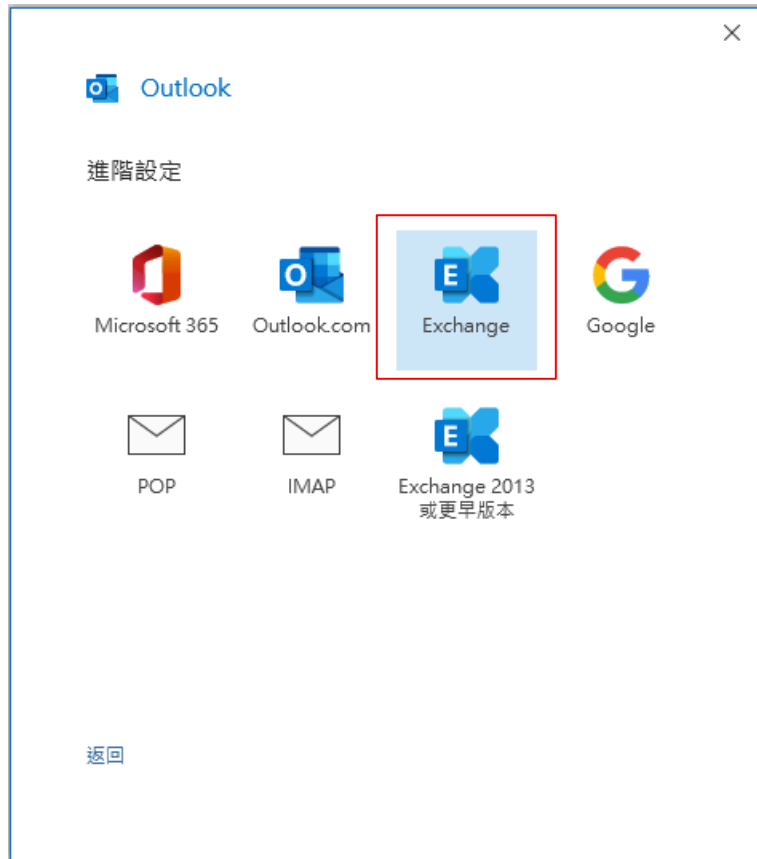 Outlook
進階設定
Microsoft 365
Outlook.com
Exchange
Google
POP
IMAP
Exchange 2013
或更早版本
返回